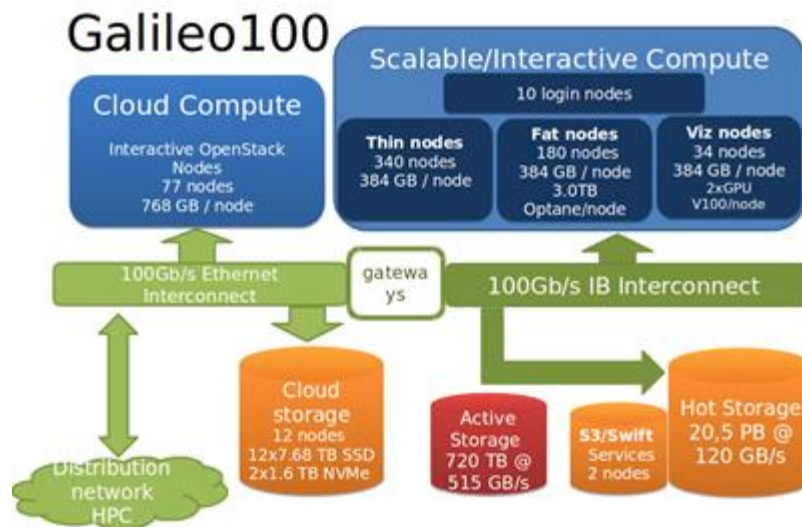 Galileo100
Cloud Compute
Interactive OpenStack
Nodes
77 nodes
768 GB / node
Scalable/Interactive Compute
10 login nodes
Thin nodes
340 nodes
384 GB / node
Fat nodes
180 nodes
384 GB / node
3.0TB
Optane/node
Viz nodes
34 nodes
384 GB / node
2xGPU
V100/node
100Gb/s Ethernet
Interconnect
gatewa
ys
100Gb/s IB Interconnect
Distribution
network
HPC
Cloud
storage
12 nodes
12x7.68 TB SSD
2x1.6 TB NVMe
Active
Storage
720 TB @
515 GB/s
S3/Swift
Services
2 nodes
Hot Storage
20,5 PB @
120 GB/s